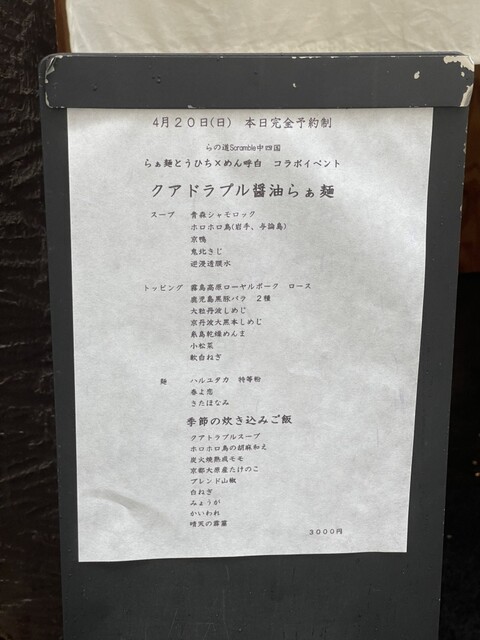 4月20日(日) 本日完全予約制
らの道Scramble中四国
らぁ麺とうひち×めん呼白 コラボイベント
クアドラブル醤油らぁ麺
スープ 青森シャモロック
ホロホロ鳥(岩手、与論島)
京鴨
鬼北きじ
逆浸透膜水
トッピング 霧島高原ローヤルポーク ロース
鹿児島黒豚バラ 2種
大粒丹波しめじ
京丹波大黒本しめじ
糸島乾燥めんま
小松菜
軟白ねぎ
麺 ハルユタカ 特等粉
春よ恋
きたほなみ
季節の炊き込みご飯
クアトラブルスープ
ホロホロ鳥の胡麻和え
炭火焼熟成モモ
京都大原産たけのこ
ブレンド山椒
白ねぎ
みょうが
かいわれ
晴天の霹靂
3000円